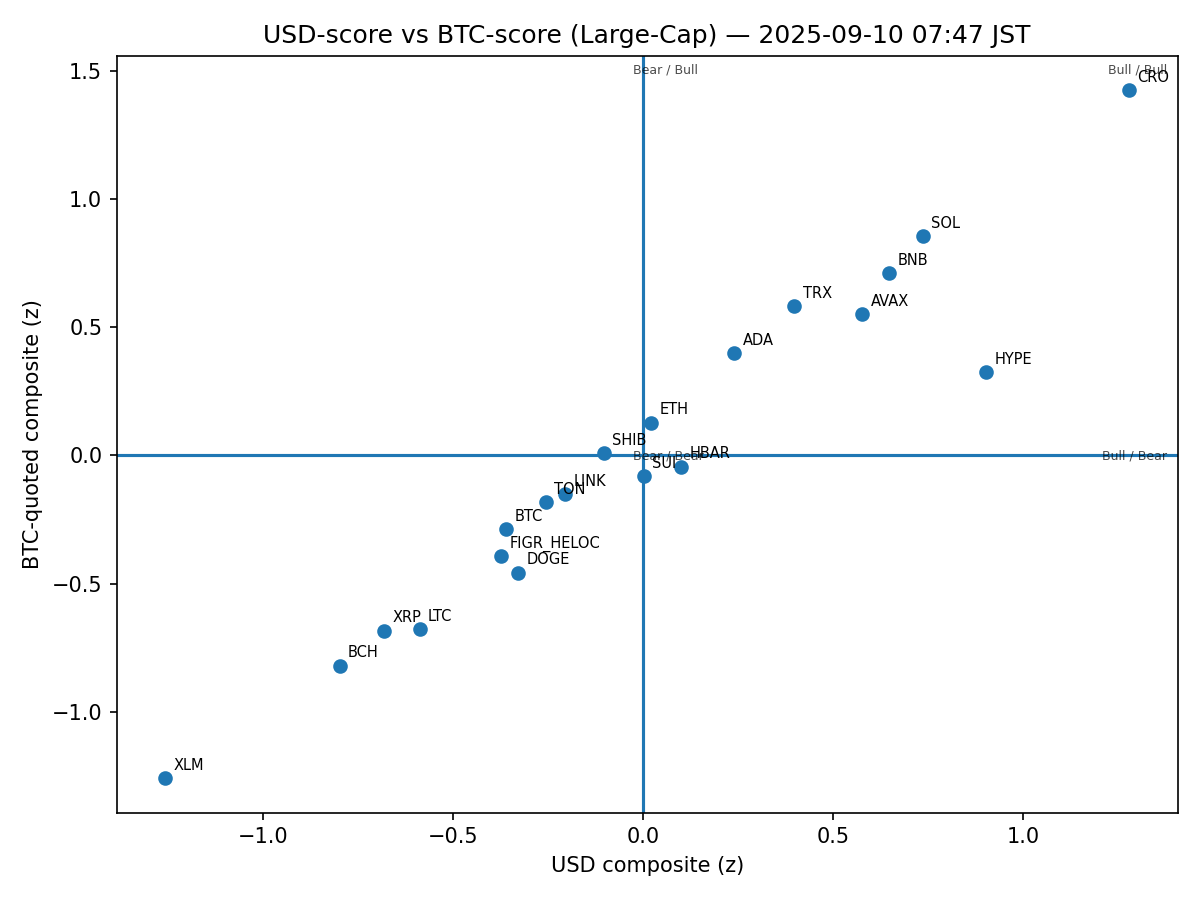 USD-score vs BTC-score (Large-Cap) — 2025-09-10 07:47 JST
Bear / Bull
Bull / Bull
CRO
SOL
BNB
TRX
AVAX
ADA
HYPE
ETH
SHIB
HBAR
Bear / Bear
Bull / Bear
SUI
LINK
TON
BTC
FIGR_HELOC
DOGE
XRP
LTC
BCH
XLM
1.5
1.0
0.5
0.0
−0.5
−1.0
BTC-quoted composite (z)
−1.0
−0.5
0.0
0.5
1.0
USD composite (z)